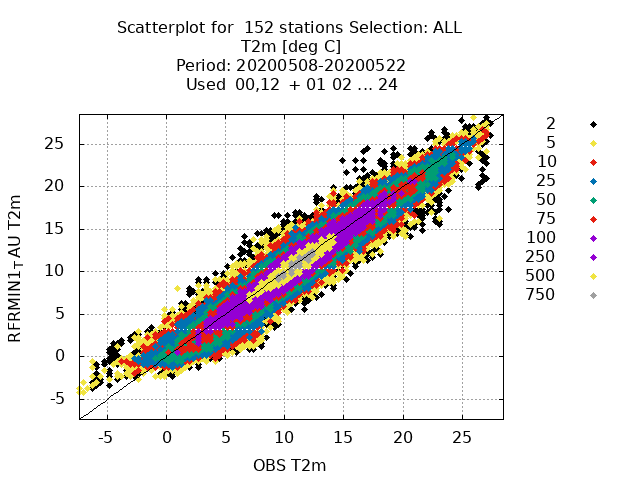 Scatterplot for 152 stations Selection: ALL
T2m [deg C]
Period: 20200508-20200522
Used 00,12 + 01 02 ... 24
RFRMIN1-AU T2m
25
20
15
10
5
0
-5
-5 0 5 10 15 20 25
OBS T2m
2
5
10
25
50
75
100
250
500
750